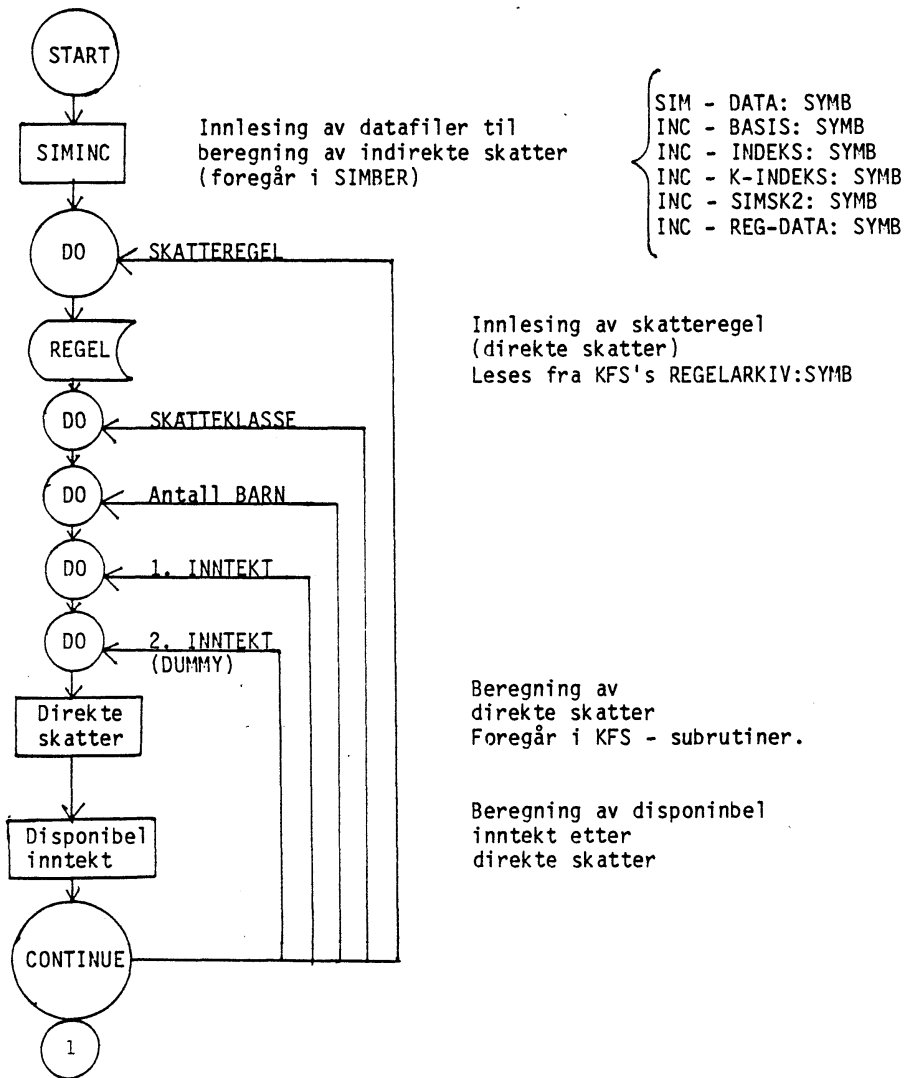 START
SIMINC
Innlesing av datafiler til
beregning av indirekte skatter
(foregår i SIMBER)
SIM - DATA: SYMB
INC - BASIS: SYMB
INC - INDEKS: SYMB
INC - K-INDEKS: SYMB
INC - SIMSK2: SYMB
INC - REG-DATA: SYMB
DO
SKATTEREGEL
REGEL
Innlesing av skatteregel
(direkte skatter)
Leses fra KFS's REGELARKIV:SYMB
DO
SKATTEKLASSE
DO
Antall BARN
DO
1. INNTEKT
DO
2. INNTEKT
(DUMMY)
Direkte
skatter
Beregning av
direkte skatter
Foregår i KFS - subrutiner.
Disponibel
inntekt
Beregning av disponinbel
inntekt etter
direkte skatter
CONTINUE
1